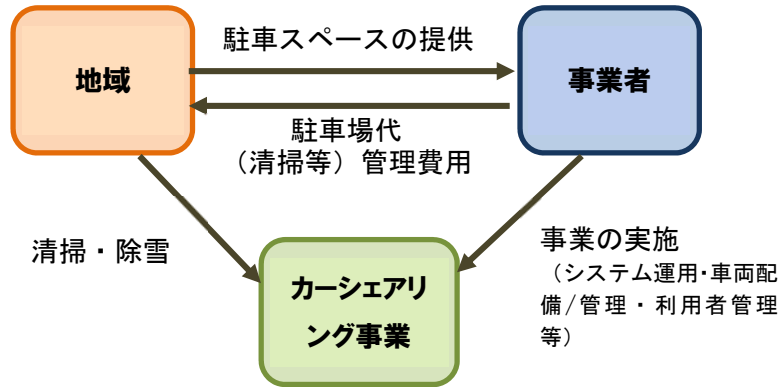 駐車スペースの提供
地域
事業者
駐車場代
（清掃等）管理費用
清掃・除雪
事業の実施
（システム運用・車両配
備/管理・利用者管理
等）
カーシェアリ
ング事業